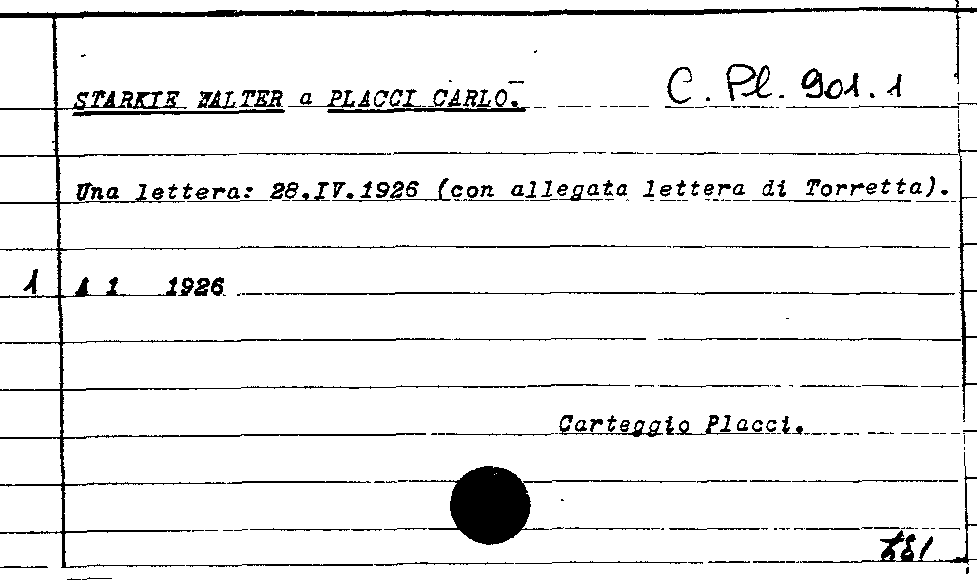 STARKIE WALTER a PLACCI CARLO. C. Pl. 901.1
Una lettera: 28.IV.1926 (con allegata lettera di Torretta).
1 1 1 1926
Carteggio Placci.